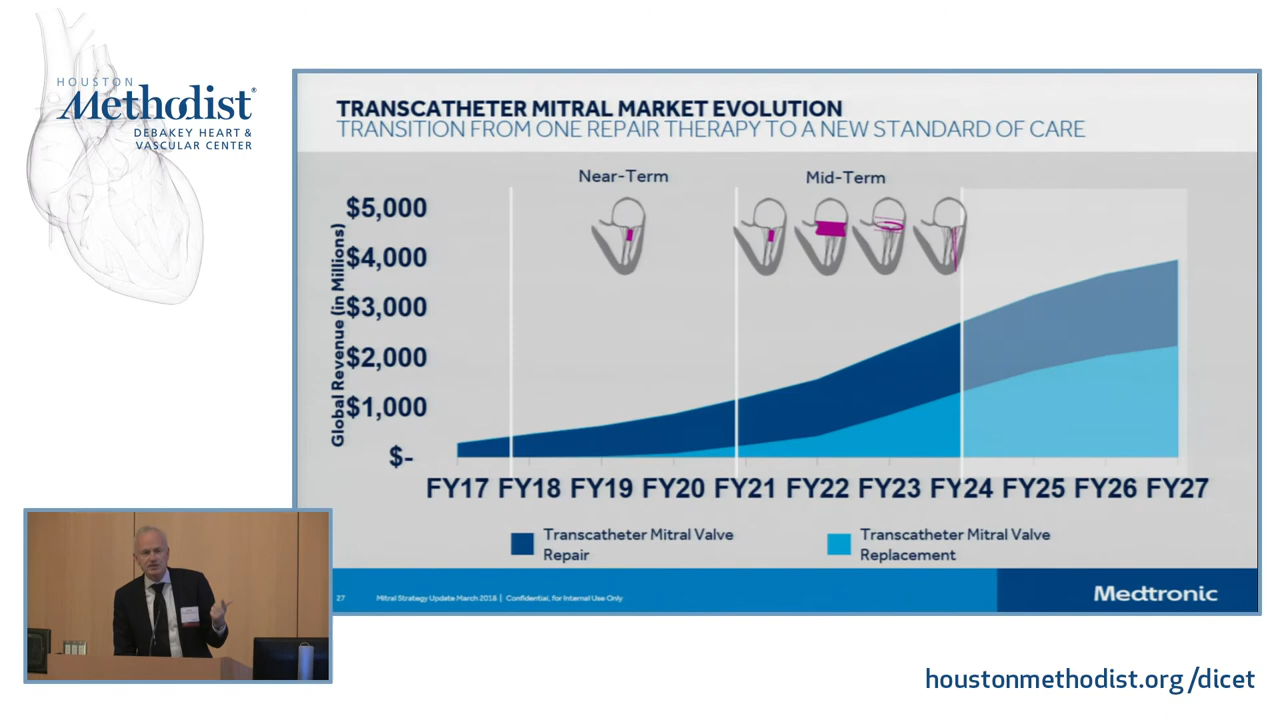 HOUSTON
Methodist®
DEBAKEY HEART &
VASCULAR CENTER
TRANSCATHETER MITRAL MARKET EVOLUTION
TRANSITION FROM ONE REPAIR THERAPY TO A NEW STANDARD OF CARE
Near-Term
Mid-Term
Global Revenue (in Millions)
$5,000
$4,000
$3,000
$2,000
$1,000
$-
FY17 FY18 FY19 FY20 FY21 FY22 FY23 FY24 FY25 FY26 FY27
Transcatheter Mitral Valve
Repair
Transcatheter Mitral Valve
Replacement
27 Mitral Strategy Update March 2018 | Confidential, for Internal Use Only
Medtronic
houstonmethodist.org/dicet